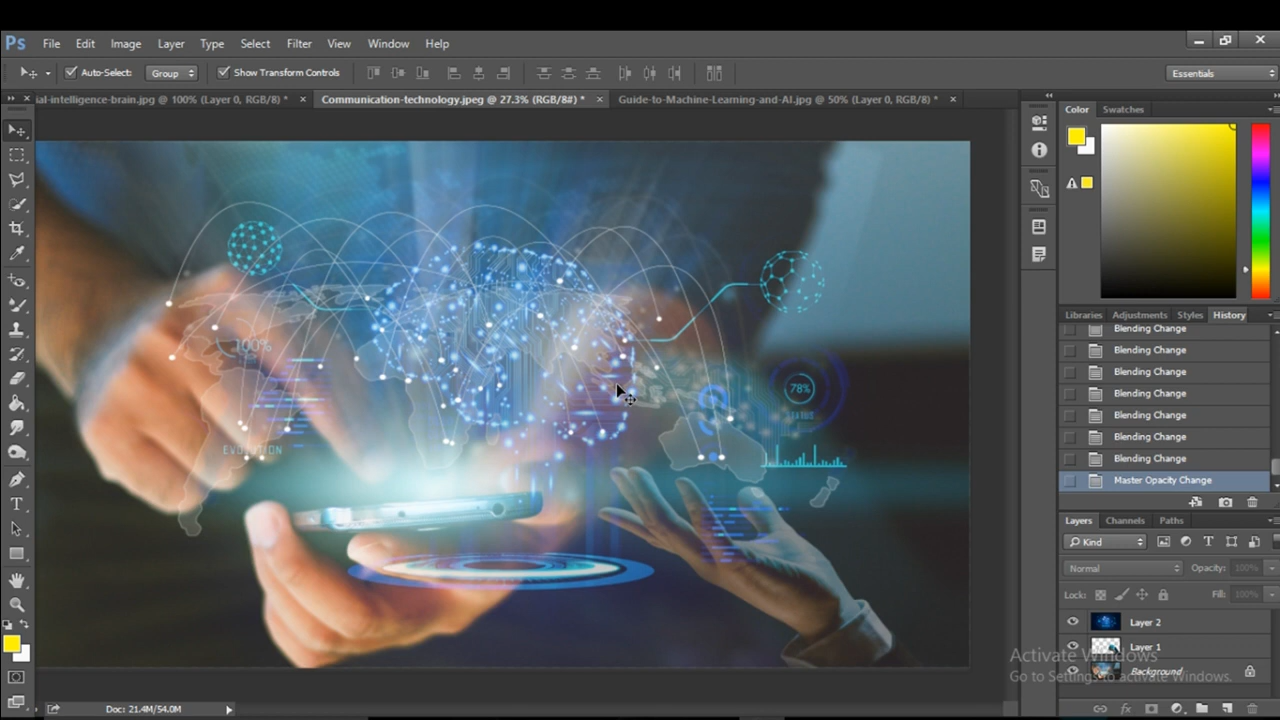 Ps File Edit Image Layer Type Select Filter View Window Help
Auto-Select: Group Show Transform Controls Essentials
ial-intelligence-brain.jpg @ 100% (Layer 0, RGB/8) * Communication-technology.jpeg @ 27.3% (RGB/8#) * Guide-to-Machine-Learning-and-AI.jpg @ 50% (Layer 0, RGB/8) *
Color Swatches
Libraries Adjustments Styles History
Blending Change
Blending Change
Blending Change
Blending Change
Blending Change
Blending Change
Blending Change
Master Opacity Change
Layers Channels Paths
Kind
Normal Opacity: 100%
Lock: Fill: 100%
Layer 2
Layer 1
Background
Activate Windows
Go to Settings to activate Windows.
100%
EVOLUTION
78%
Doc: 21.4M/54.0M